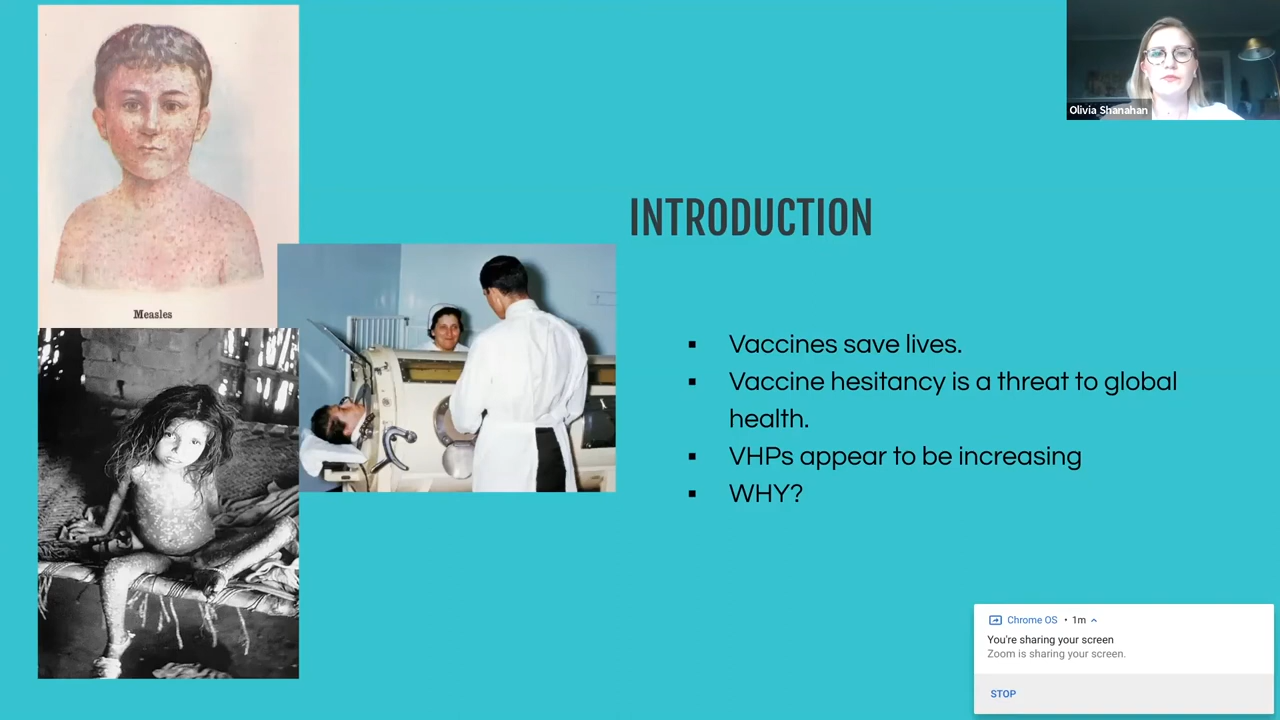 Olivia Shanahan
INTRODUCTION
Measles
▪ Vaccines save lives.
▪ Vaccine hesitancy is a threat to global
health.
▪ VHPs appear to be increasing
▪ WHY?
Chrome OS • 1m
You're sharing your screen
Zoom is sharing your screen.
STOP